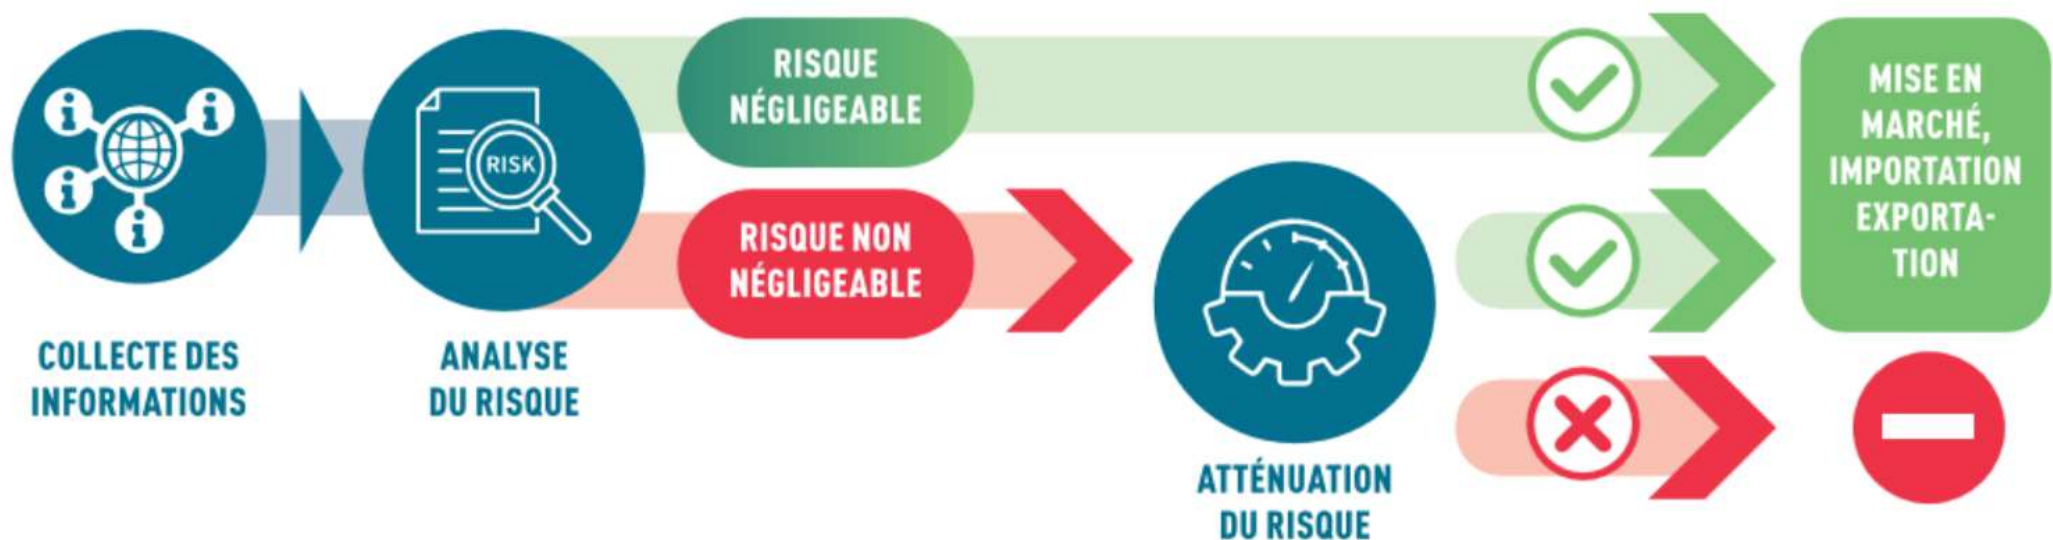 COLLECTE DES
INFORMATIONS
RISK
ANALYSE
DU RISQUE
RISQUE
NÉGLIGEABLE
RISQUE NON
NÉGLIGEABLE
ATTÉNUATION
DU RISQUE
MISE EN
MARCHÉ,
IMPORTATION
EXPORTA-
TION